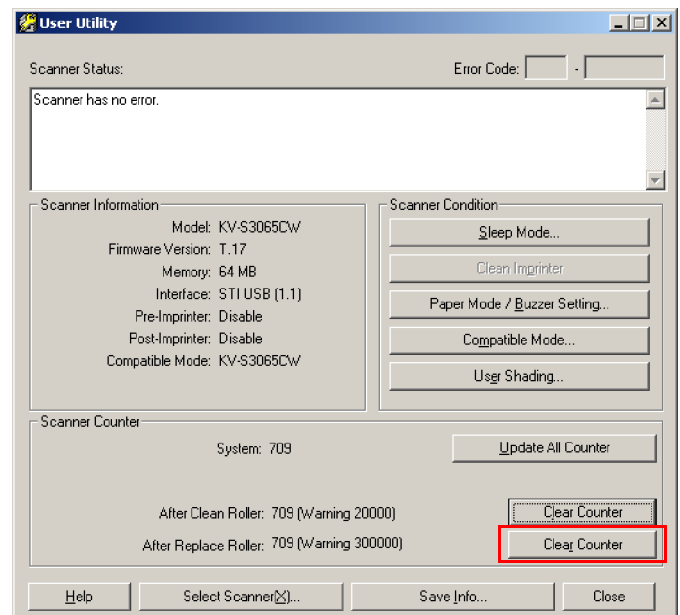 User Utility
Scanner Status:
Error Code:
-
Scanner has no error.
Scanner Information
Model: KV-S3065CW
Firmware Version: T.17
Memory: 64 MB
Interface: STI USB (1.1)
Pre-Imprinter: Disable
Post-Imprinter: Disable
Compatible Mode: KV-S3065CW
Scanner Condition
Sleep Mode...
Clean Imprinter
Paper Mode / Buzzer Setting...
Compatible Mode...
User Shading...
Scanner Counter
System: 709
Update All Counter
After Clean Roller: 709 (Warning 20000)
Clear Counter
After Replace Roller: 709 (Warning 300000)
Clear Counter
Help
Select Scanner(X)...
Save Info...
Close